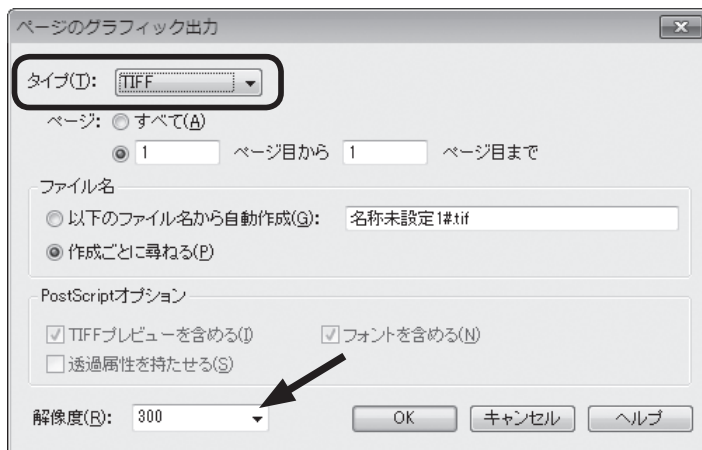 ページのグラフィック出力
タイプ(T): TIFF
ページ: すべて(A)
1 ページ目から 1 ページ目まで
ファイル名
以下のファイル名から自動作成(G): 名称未設定1#.tif
作成ごとに尋ねる(P)
PostScriptオプション
TIFFプレビューを含める(I) フォントを含める(N)
透過属性を持たせる(S)
解像度(R): 300 OK キャンセル ヘルプ